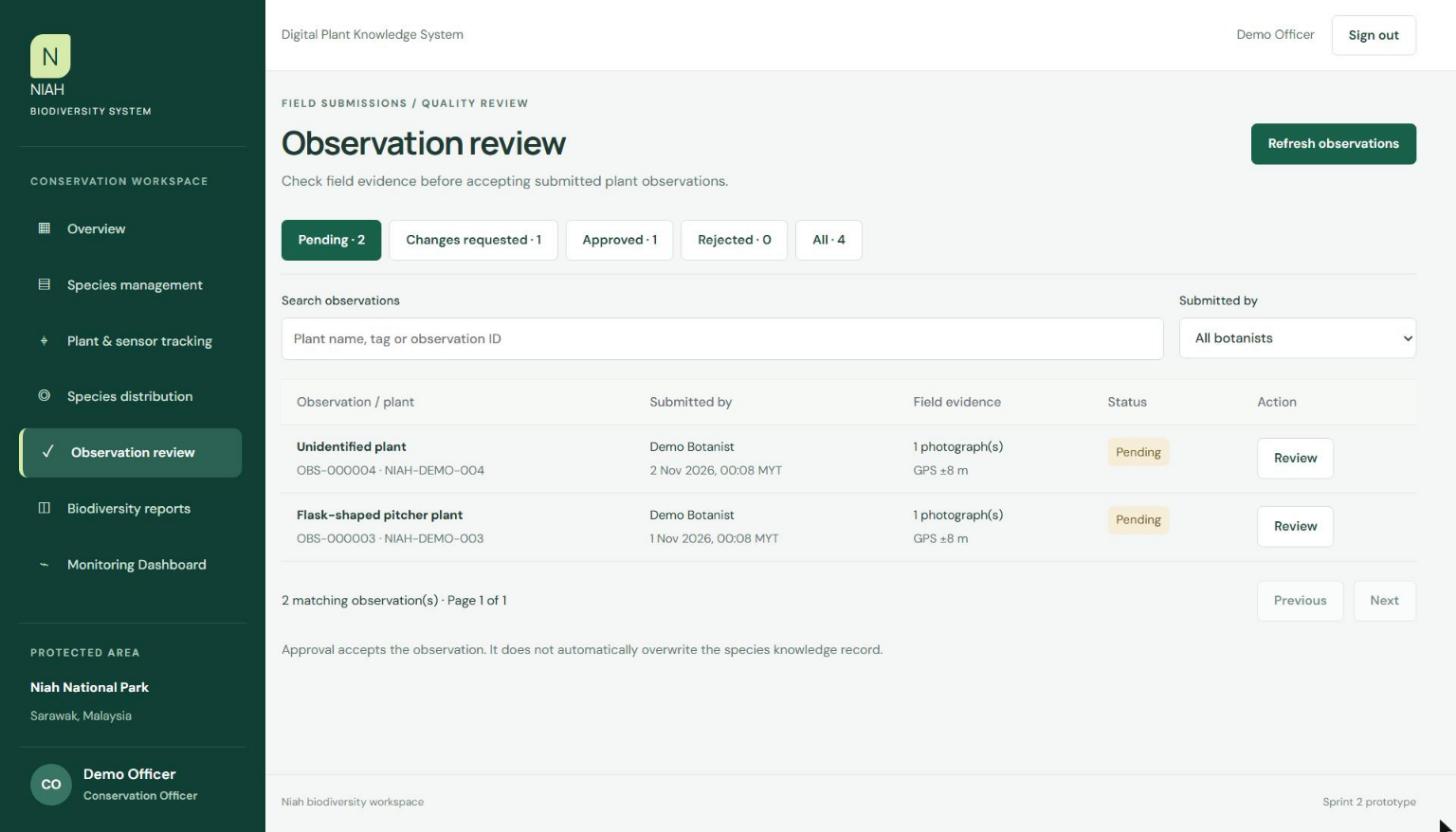 N
NIAH
BIODIVERSITY SYSTEM
CONSERVATION WORKSPACE
Overview
Species management
Plant & sensor tracking
Species distribution
Observation review
Biodiversity reports
Monitoring Dashboard
PROTECTED AREA
Niah National Park
Sarawak, Malaysia
CO
Demo Officer
Conservation Officer
Digital Plant Knowledge System
Demo Officer
Sign out
FIELD SUBMISSIONS / QUALITY REVIEW
Observation review
Refresh observations
Check field evidence before accepting submitted plant observations.
Pending · 2
Changes requested · 1
Approved · 1
Rejected · 0
All · 4
Search observations
Submitted by
Plant name, tag or observation ID
All botanists
Observation / plant
Submitted by
Field evidence
Status
Action
Unidentified plant
OBS-000004 · NIAH-DEMO-004
Demo Botanist
2 Nov 2026, 00:08 MYT
1 photograph(s)
GPS ±8 m
Pending
Review
Flask-shaped pitcher plant
OBS-000003 · NIAH-DEMO-003
Demo Botanist
1 Nov 2026, 00:08 MYT
1 photograph(s)
GPS ±8 m
Pending
Review
2 matching observation(s) · Page 1 of 1
Previous
Next
Approval accepts the observation. It does not automatically overwrite the species knowledge record.
Niah biodiversity workspace
Sprint 2 prototype